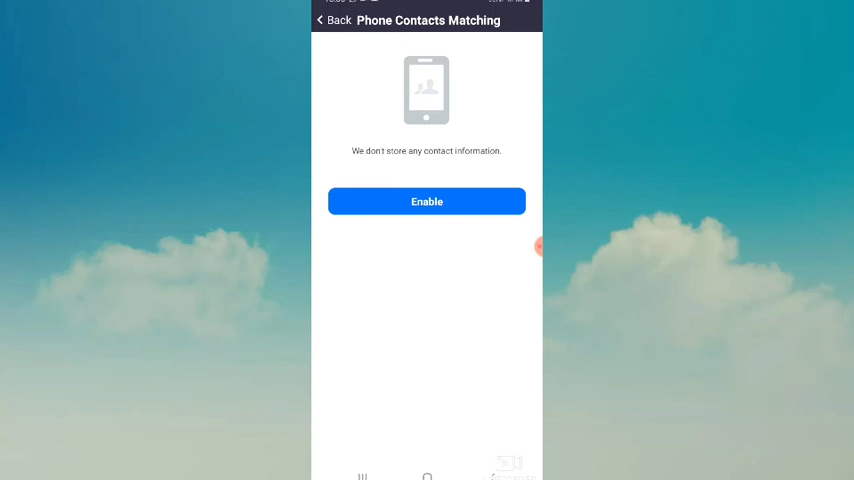 Back Phone Contacts Matching
We don't store any contact information.
Enable